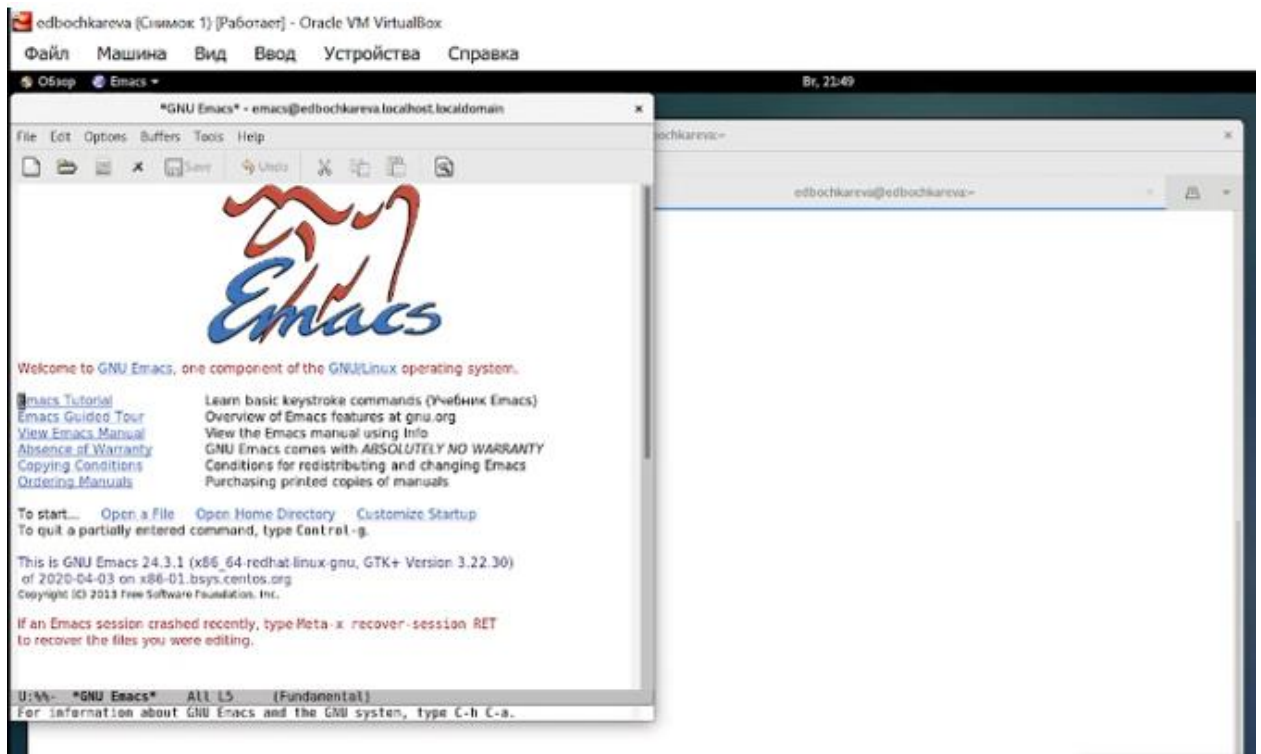 edbochkareva (Снимок 1) [Работает] - Oracle VM VirtualBox
Файл Машина Вид Ввод Устройства Справка
Обзор Emacs Вт, 21:49
*GNU Emacs* - emacs@edbochkareva.localhost.localdomain
File Edit Options Buffers Tools Help
Save Undo
ochkareva:~
edbochkareva@edbochkareva:~
Emacs
Welcome to GNU Emacs, one component of the GNU/Linux operating system.
Emacs Tutorial Learn basic keystroke commands (Учебник Emacs)
Emacs Guided Tour Overview of Emacs features at gnu.org
View Emacs Manual View the Emacs manual using Info
Absence of Warranty GNU Emacs comes with ABSOLUTELY NO WARRANTY
Copying Conditions Conditions for redistributing and changing Emacs
Ordering Manuals Purchasing printed copies of manuals
To start... Open a File Open Home Directory Customize Startup
To quit a partially entered command, type Control-g.
This is GNU Emacs 24.3.1 (x86_64-redhat-linux-gnu, GTK+ Version 3.22.30)
of 2020-04-03 on x86-01.bsys.centos.org
Copyright (C) 2013 Free Software Foundation, Inc.
If an Emacs session crashed recently, type Meta-x recover-session RET
to recover the files you were editing.
U:%%- *GNU Emacs* All L5 (Fundamental)
For information about GNU Emacs and the GNU system, type C-h C-a.